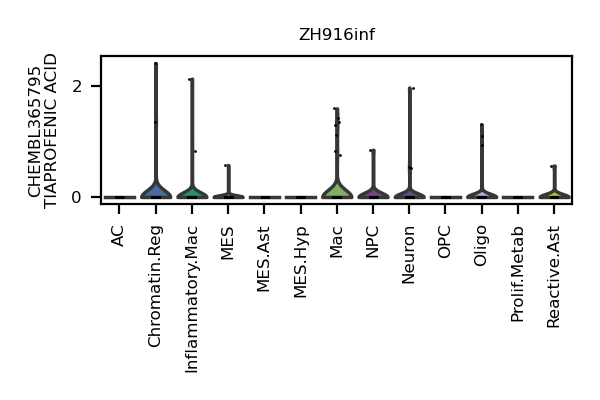 ZH916inf
CHEMBL365795
TIAPROFENIC ACID
2
0
AC
Chromatin.Reg
Inflammatory.Mac
MES
MES.Ast
MES.Hyp
Mac
NPC
Neuron
OPC
Oligo
Prolif.Metab
Reactive.Ast